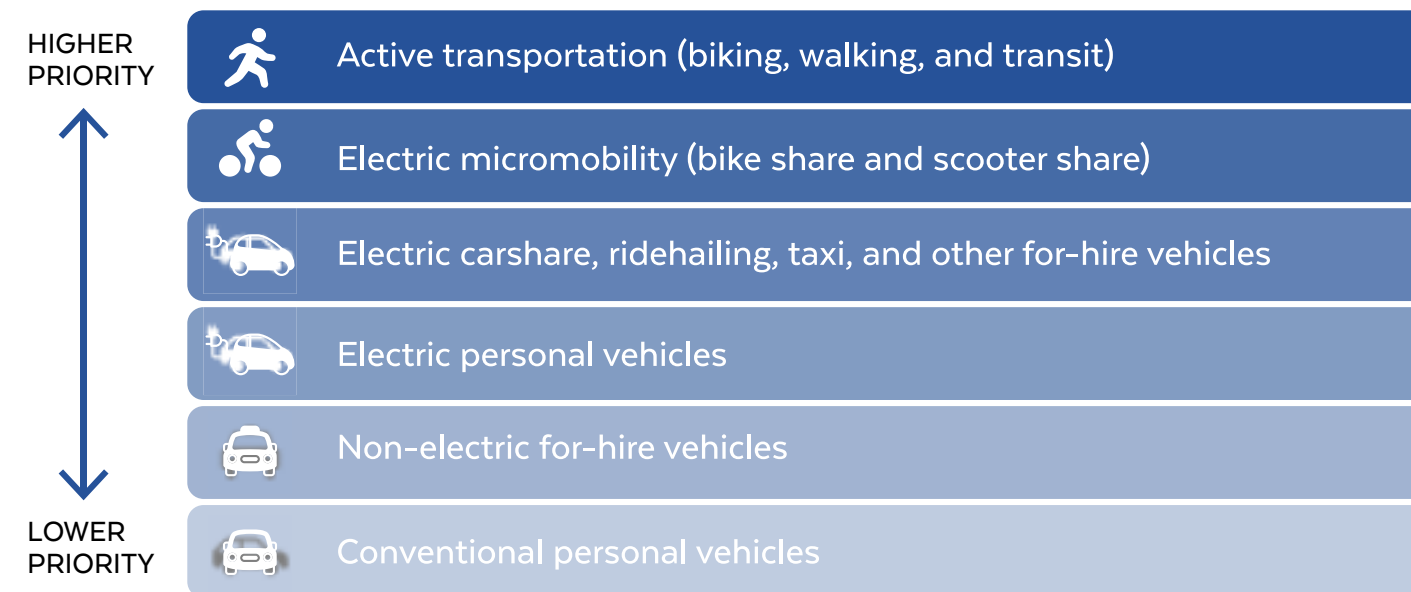 HIGHER
PRIORITY
Active transportation (biking, walking, and transit)
Electric micromobility (bike share and scooter share)
Electric carshare, ridehailing, taxi, and other for-hire vehicles
Electric personal vehicles
Non-electric for-hire vehicles
LOWER
PRIORITY
Conventional personal vehicles